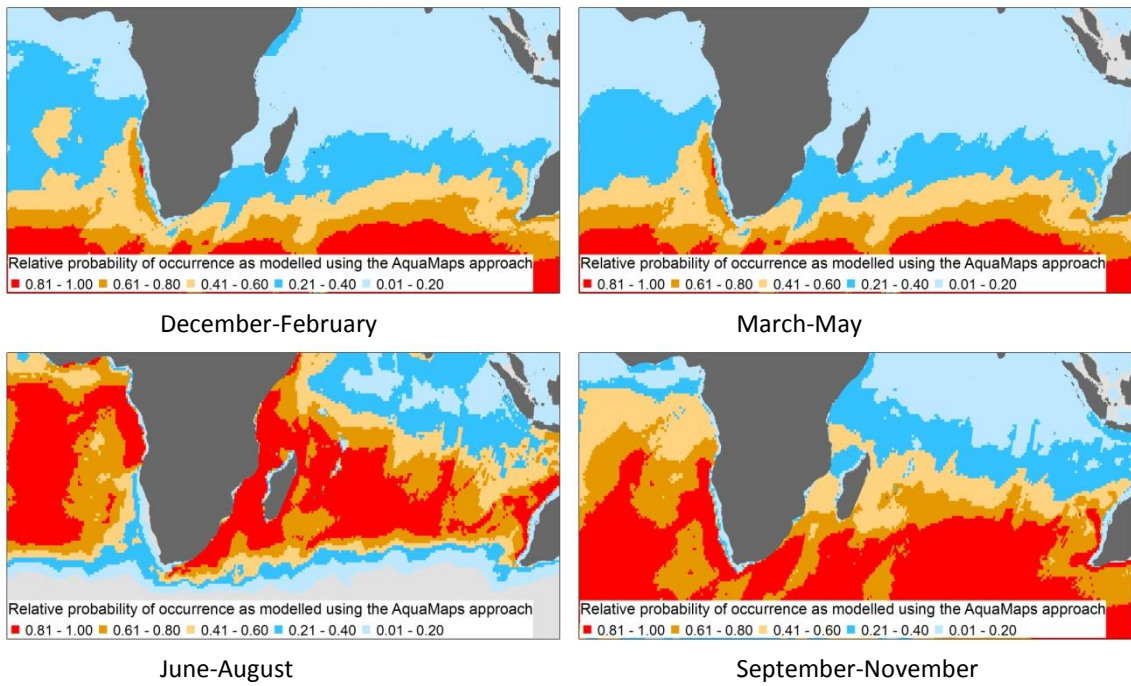 Relative probability of occurrence as modelled using the AquaMaps approach
0.81 - 1.00 0.61 - 0.80 0.41 - 0.60 0.21 - 0.40 0.01 - 0.20
December-February
Relative probability of occurrence as modelled using the AquaMaps approach
0.81 - 1.00 0.61 - 0.80 0.41 - 0.60 0.21 - 0.40 0.01 - 0.20
March-May
Relative probability of occurrence as modelled using the AquaMaps approach
0.81 - 1.00 0.61 - 0.80 0.41 - 0.60 0.21 - 0.40 0.01 - 0.20
June-August
Relative probability of occurrence as modelled using the AquaMaps approach
0.81 - 1.00 0.61 - 0.80 0.41 - 0.60 0.21 - 0.40 0.01 - 0.20
September-November